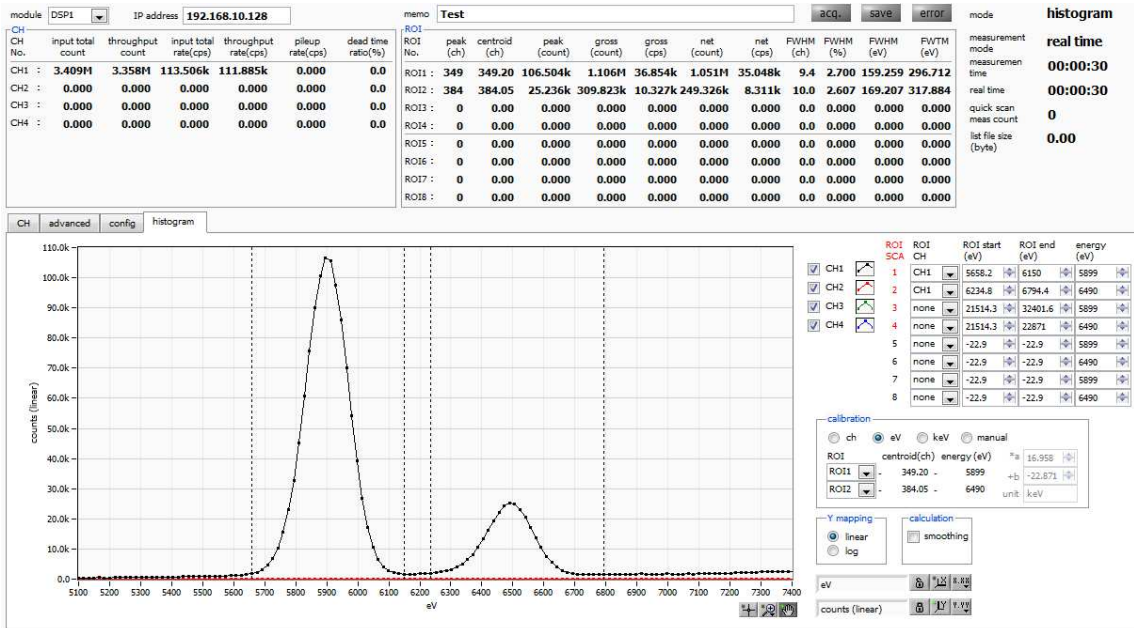 module DSP1 IP address 192.168.10.128 memo Test acq. save error mode histogram
CH
CH No. input total count throughput count input total rate(cps) throughput rate(cps) pileup rate(cps) dead time ratio(%)
CH1 : 3.409M 3.358M 113.506k 111.885k 0.000 0.0
CH2 : 0.000 0.000 0.000 0.000 0.000 0.0
CH3 : 0.000 0.000 0.000 0.000 0.000 0.0
CH4 : 0.000 0.000 0.000 0.000 0.000 0.0
ROI
ROI No. peak (ch) centroid (ch) peak (count) gross (count) gross (cps) net (count) net (cps) FWHM (ch) FWHM (%) FWHM (eV) FWTM (eV)
ROI1 : 349 349.20 106.504k 1.106M 36.854k 1.051M 35.048k 9.4 2.700 159.259 296.712
ROI2 : 384 384.05 25.236k 309.823k 10.327k 249.326k 8.311k 10.0 2.607 169.207 317.884
ROI3 : 0 0.00 0.000 0.000 0.000 0.000 0.000 0.0 0.000 0.000 0.000
ROI4 : 0 0.00 0.000 0.000 0.000 0.000 0.000 0.0 0.000 0.000 0.000
ROI5 : 0 0.00 0.000 0.000 0.000 0.000 0.000 0.0 0.000 0.000 0.000
ROI6 : 0 0.00 0.000 0.000 0.000 0.000 0.000 0.0 0.000 0.000 0.000
ROI7 : 0 0.00 0.000 0.000 0.000 0.000 0.000 0.0 0.000 0.000 0.000
ROI8 : 0 0.00 0.000 0.000 0.000 0.000 0.000 0.0 0.000 0.000 0.000
measurement mode real time
measuremen time 00:00:30
real time 00:00:30
quick scan meas count 0
list file size (byte) 0.00
CH advanced config histogram
110.0k
100.0k
90.0k
80.0k
70.0k
60.0k
50.0k
40.0k
30.0k
20.0k
10.0k
0.0
counts (linear)
5100 5200 5300 5400 5500 5600 5700 5800 5900 6000 6100 6200 6300 6400 6500 6600 6700 6800 6900 7000 7100 7200 7300 7400
eV
CH1
CH2
CH3
CH4
ROI SCA ROI CH ROI start (eV) ROI end (eV) energy (eV)
1 CH1 5658.2 6150 5899
2 CH1 6234.8 6794.4 6490
3 none 21514.3 32401.6 5899
4 none 21514.3 22871 6490
5 none -22.9 -22.9 5899
6 none -22.9 -22.9 6490
7 none -22.9 -22.9 5899
8 none -22.9 -22.9 6490
calibration
ch eV keV manual
ROI centroid(ch) energy (eV) *a 16.958
ROI1 - 349.20 - 5899 +b -22.871
ROI2 - 384.05 - 6490 unit keV
Y mapping calculation
linear smoothing
log
eV
counts (linear)